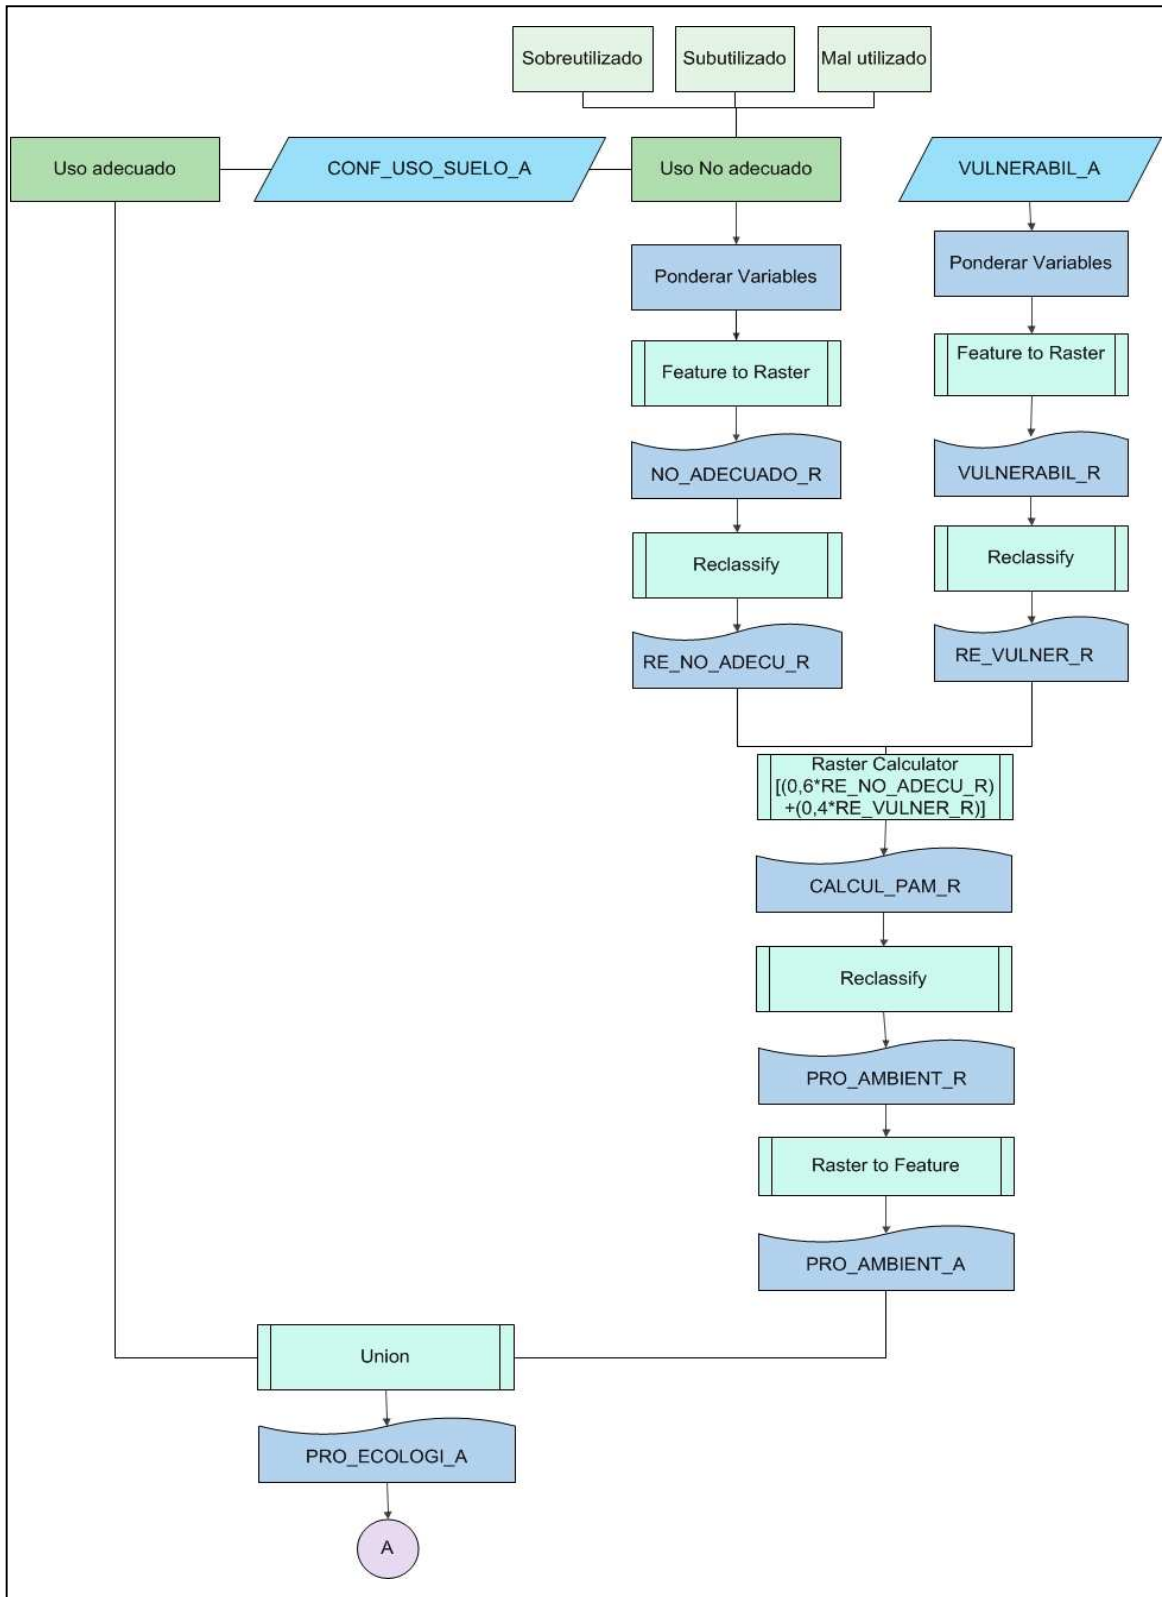 Sobreutilizado
Subutilizado
Mal utilizado
Uso adecuado
CONF_USO_SUELO_A
Uso No adecuado
VULNERABIL_A
Ponderar Variables
Ponderar Variables
Feature to Raster
Feature to Raster
NO_ADECUADO_R
VULNERABIL_R
Reclassify
Reclassify
RE_NO_ADECU_R
RE_VULNER_R
Raster Calculator
[(0,6*RE_NO_ADECU_R)
+(0,4*RE_VULNER_R)]
CALCUL_PAM_R
Reclassify
PRO_AMBIENT_R
Raster to Feature
PRO_AMBIENT_A
Union
PRO_ECOLOGI_A
A